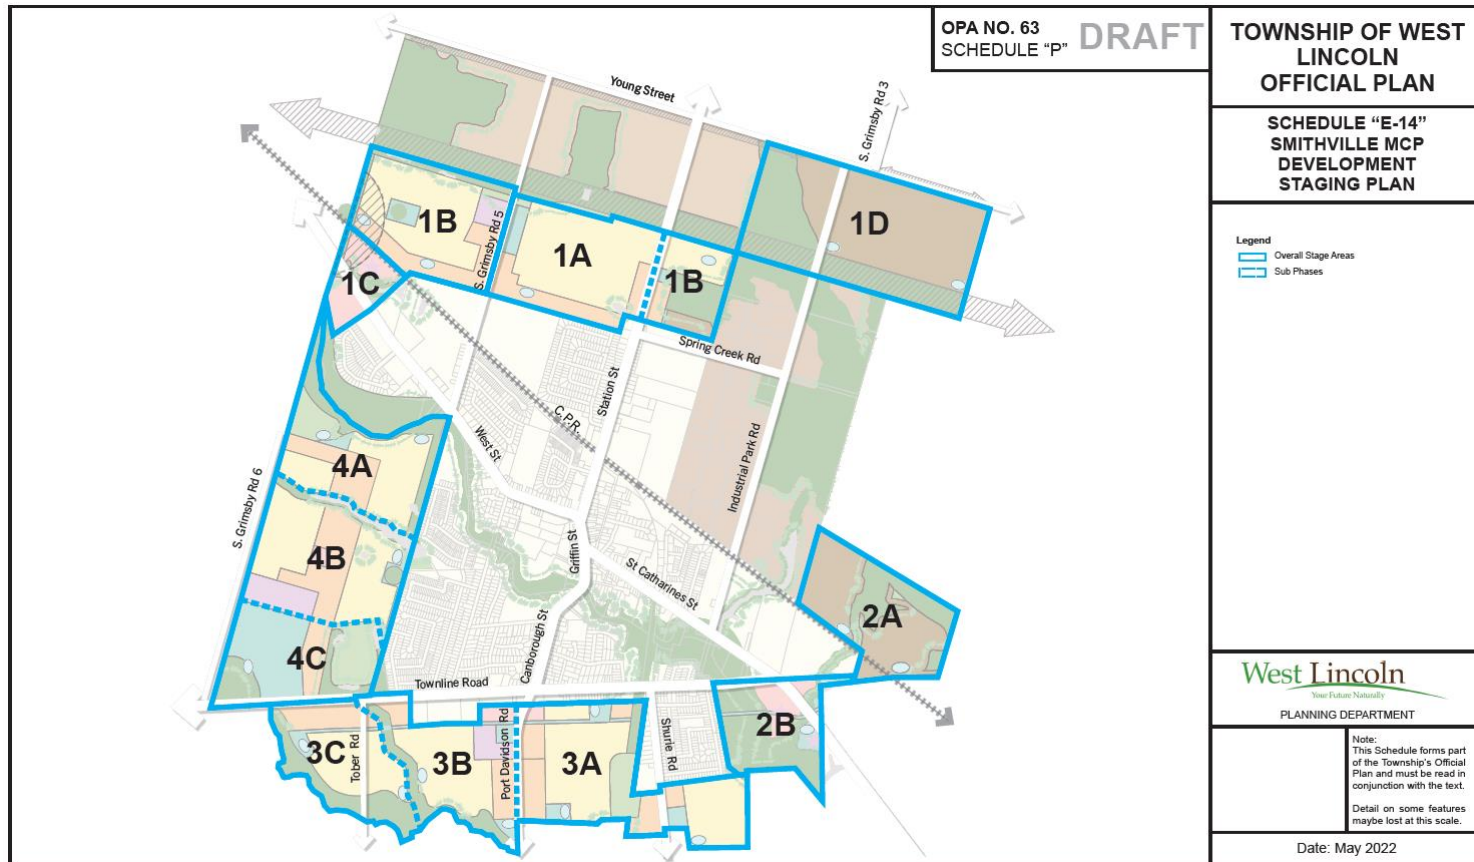 OPA NO. 63
SCHEDULE “P”
DRAFT
TOWNSHIP OF WEST
LINCOLN
OFFICIAL PLAN
SCHEDULE “E-14”
SMITHVILLE MCP
DEVELOPMENT
STAGING PLAN
Legend
Overall Stage Areas
Sub Phases
Young Street
S. Grimsby Rd 3
1B
S. Grimsby Rd 5
1A
1B
1D
1C
Spring Creek Rd
Station St
C.P.R.
West St
Industrial Park Rd
S. Grimsby Rd 6
4A
4B
4C
Griffin St
St Catharines St
Canborough St
2A
Townline Road
2B
3C
Tober Rd
3B
Port Davidson Rd
3A
Shurie Rd
West Lincoln
Your Future Naturally
PLANNING DEPARTMENT
Note:
This Schedule forms part
of the Township's Official
Plan and must be read in
conjunction with the text.
Detail on some features
maybe lost at this scale.
Date: May 2022